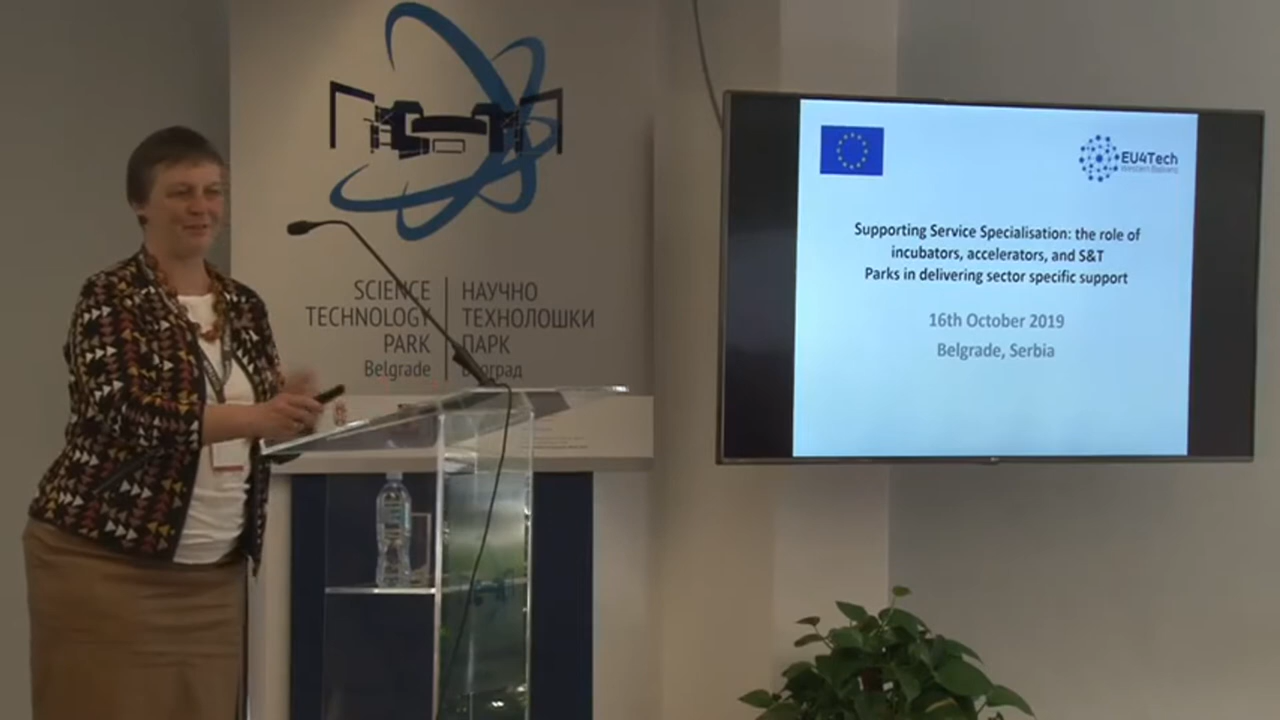 SCIENCE
TECHNOLOGY
PARK
Belgrade
НАУЧНО
ТЕХНОЛОШКИ
ПАРК
Београд
EU4Tech
Western Balkans
Supporting Service Specialisation: the role of
incubators, accelerators, and S&T
Parks in delivering sector specific support
16th October 2019
Belgrade, Serbia